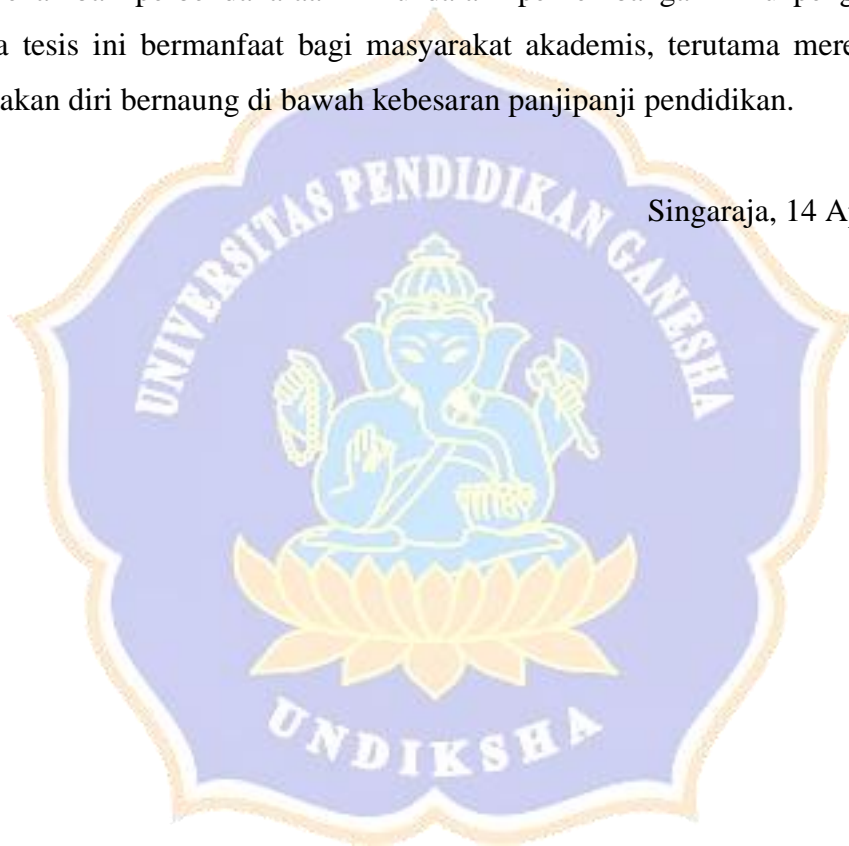 tesis ini bermanfaat bagi masyarakat akademis, terutama
akan diri bernaung di bawah kebesaran panjipanji pendidikan.
Singaraja, 14
UNIVERSITAS PENDIDIKAN GANESHA
UNDIKSHA